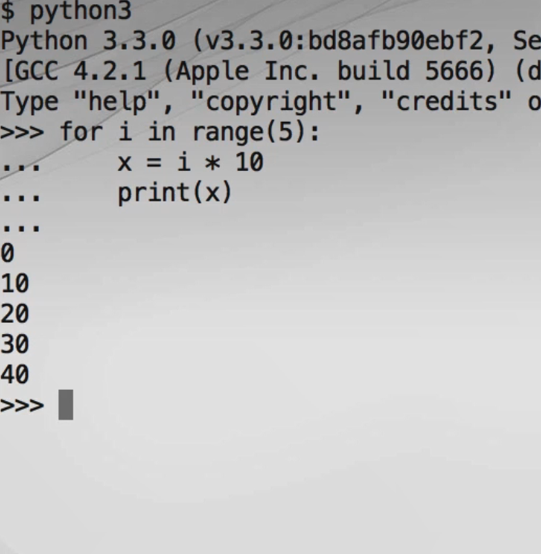 $ python3
Python 3.3.0 (v3.3.0:bd8afb90ebf2, Se
[GCC 4.2.1 (Apple Inc. build 5666) (d
Type "help", "copyright", "credits" o
>>> for i in range(5):
...     x = i * 10
...     print(x)
...
0
10
20
30
40
>>>